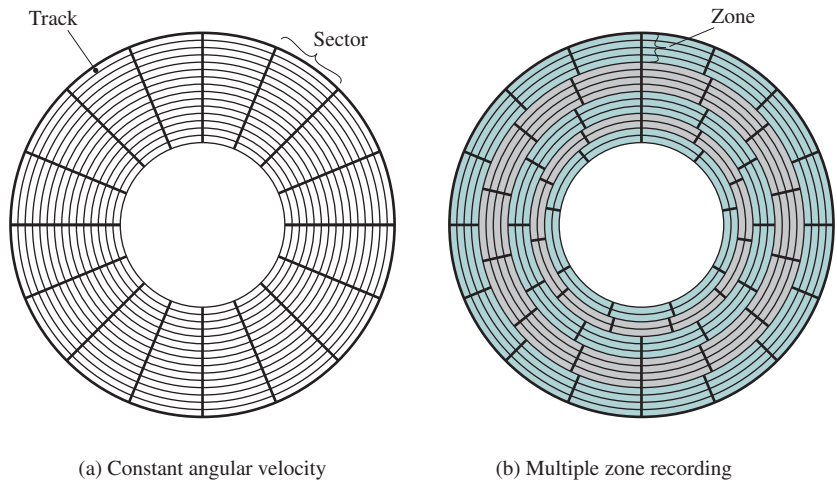 Track
Sector
Zone
(a) Constant angular velocity
(b) Multiple zone recording